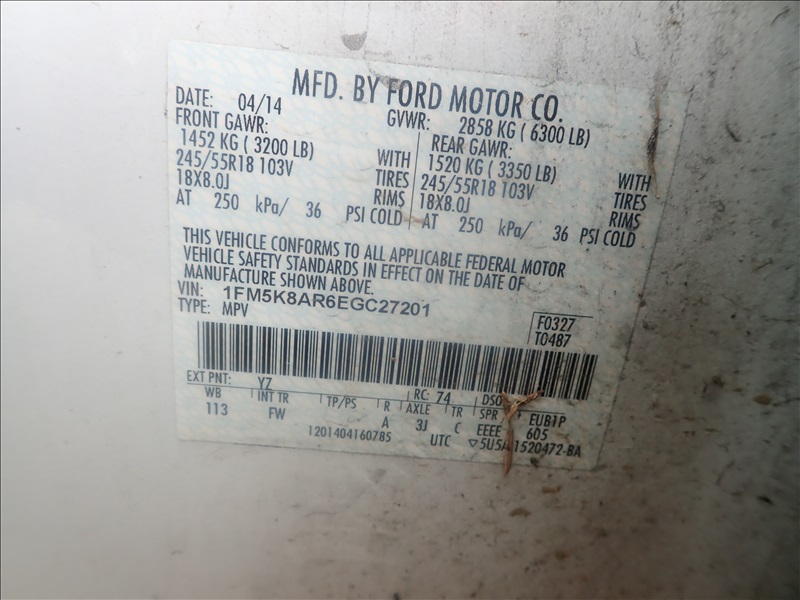 MFD. BY FORD MOTOR CO.
DATE: 04/14 GVWR: 2858 KG ( 6300 LB)
FRONT GAWR: REAR GAWR:
1452 KG ( 3200 LB) WITH 1520 KG ( 3350 LB) WITH
245/55R18 103V TIRES 245/55R18 103V TIRES
18X8.0J RIMS 18X8.0J RIMS
AT 250 kPa/ 36 PSI COLD AT 250 kPa/ 36 PSI COLD
THIS VEHICLE CONFORMS TO ALL APPLICABLE FEDERAL MOTOR
VEHICLE SAFETY STANDARDS IN EFFECT ON THE DATE OF
MANUFACTURE SHOWN ABOVE.
VIN: 1FM5K8AR6EGC27201
TYPE: MPV
F0327
T0487
EXT PNT: YZ RC: 74 DSO:
WB INT TR TP/PS R AXLE TR SPR EUB1P
113 FW A 3J C EEEE 605
1201404160785 UTC ▽5U5A 1520472-BA